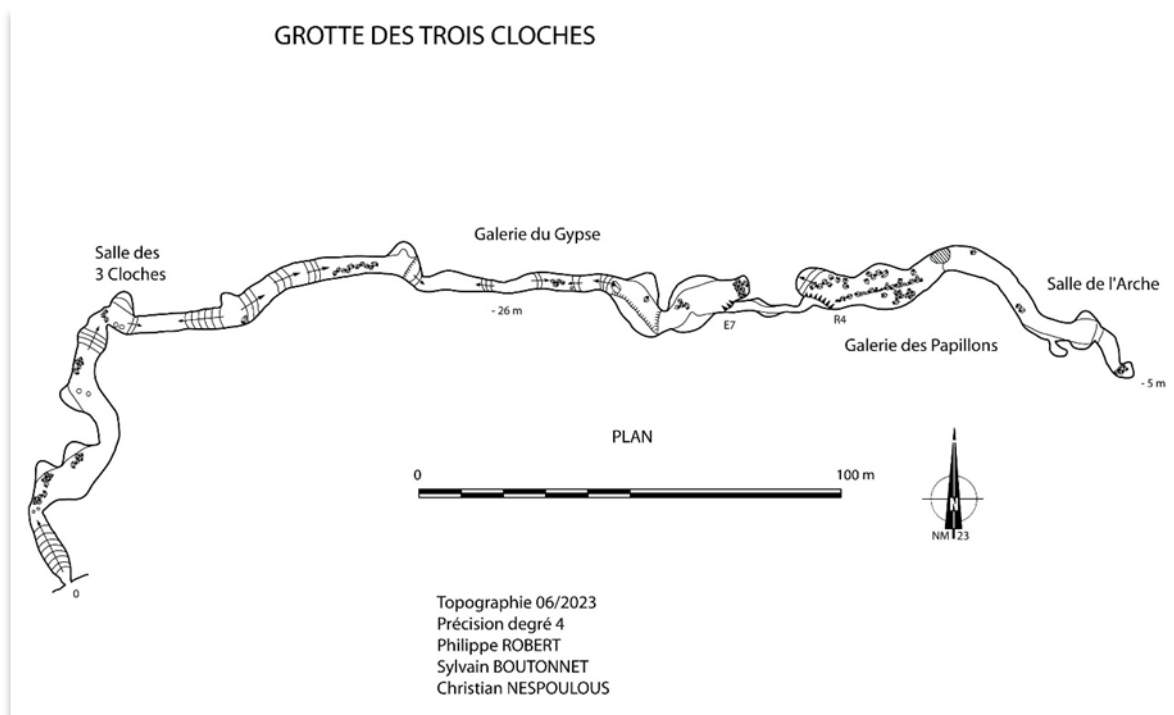 GROTTE DES TROIS CLOCHES
Salle des
3 Cloches
Galerie du Gypse
- 26 m
E7
R4
Galerie des Papillons
Salle de l'Arche
- 5 m
PLAN
0
100 m
N
NM 23
0
Topographie 06/2023
Précision degré 4
Philippe ROBERT
Sylvain BOUTONNET
Christian NESPOULOUS